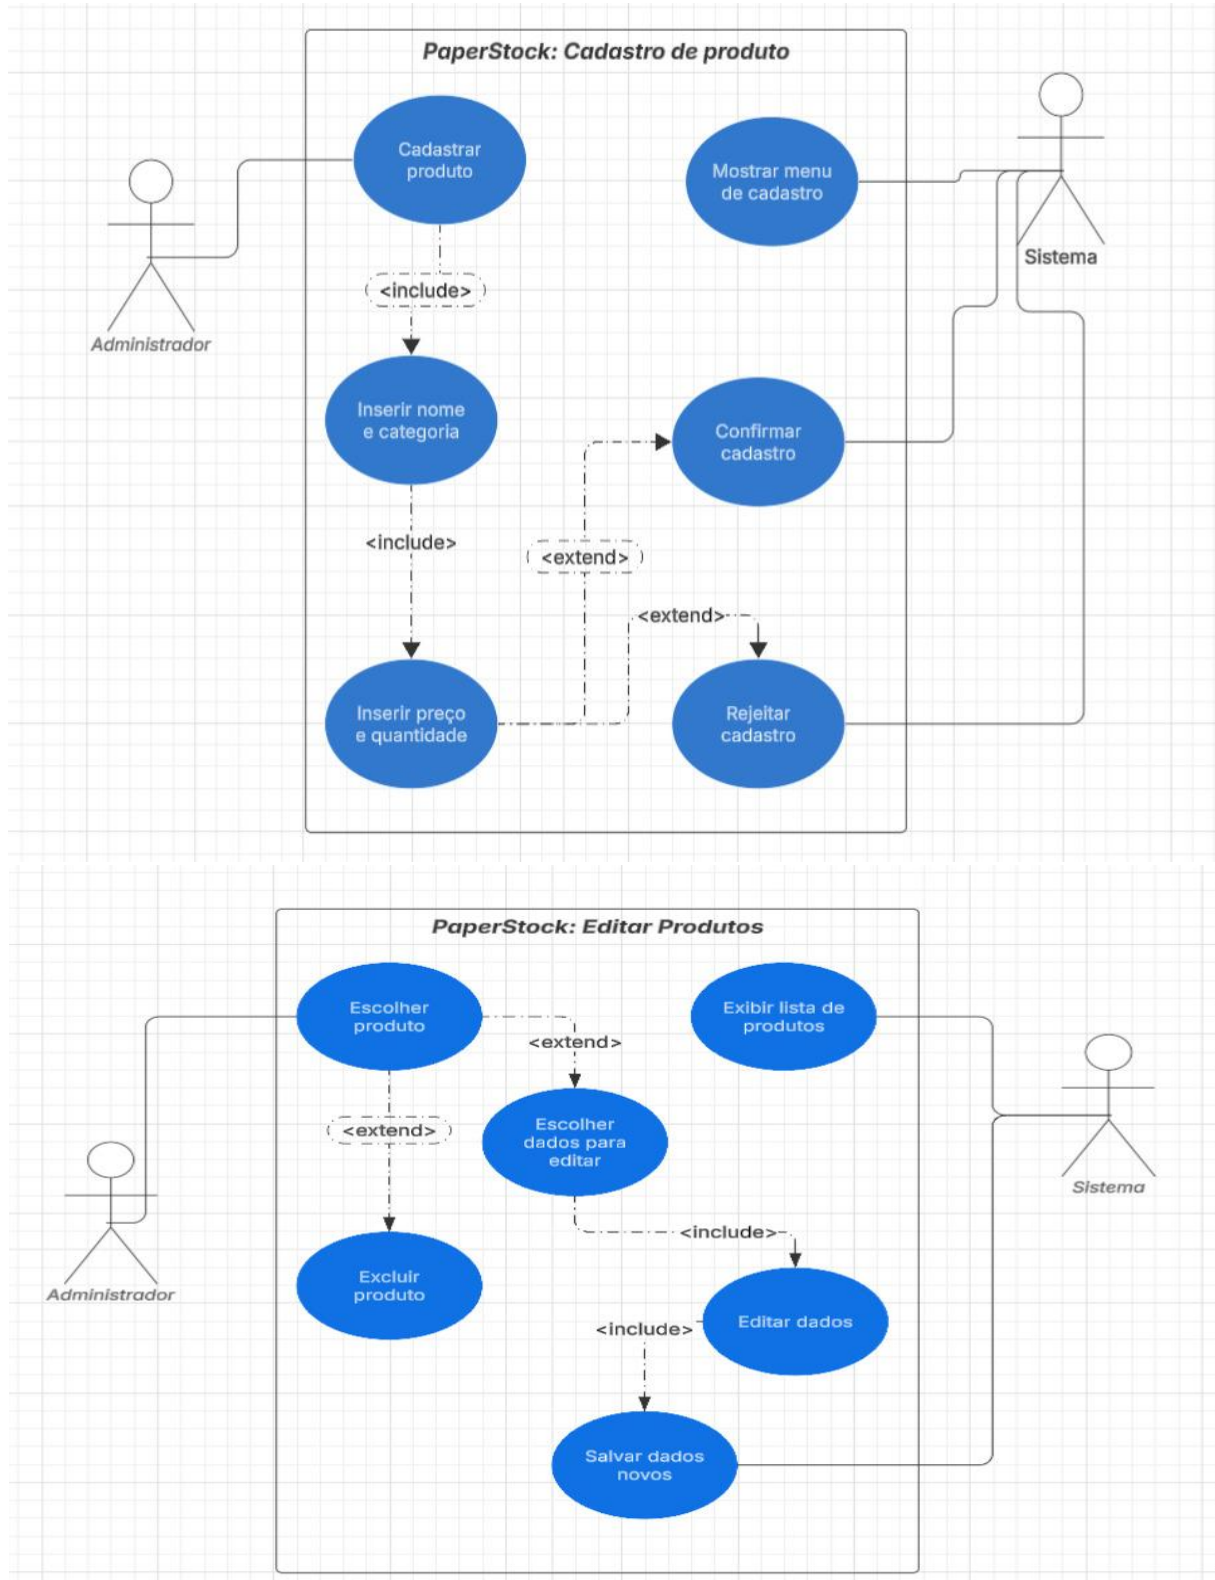 PaperStock: Cadastro de produto
Cadastrar
produto
Mostrar menu
de cadastro
Sistema
<include>
Administrador
Inserir nome
e categoria
Confirmar
cadastro
<include>
<extend>
<extend>
Inserir preço
e quantidade
Rejeitar
cadastro
PaperStock: Editar Produtos
Escolher
produto
Exibir lista de
produtos
<extend>
<extend>
Escolher
dados para
editar
Sistema
<include>
Administrador
Excluir
produto
Editar dados
<include>
Salvar dados
novos